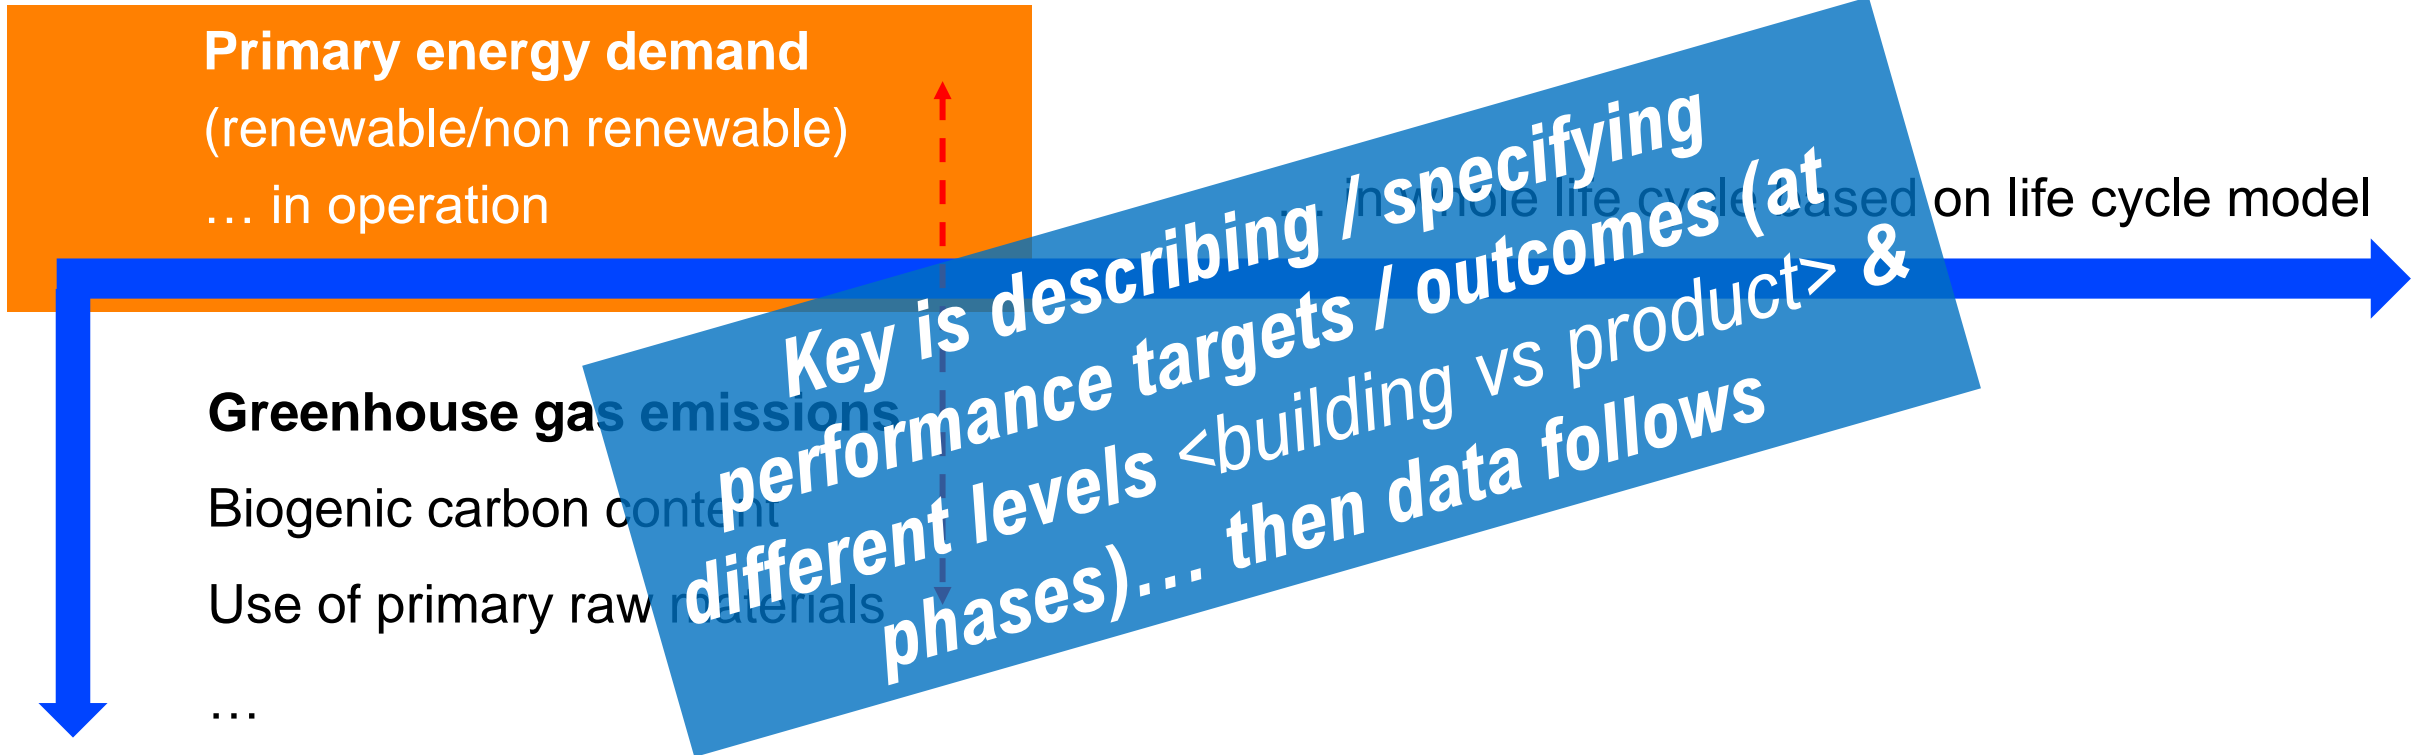 Primary energy demand
(renewable/non renewable)
… in operation
… in whole life cycle based on life cycle model
Greenhouse gas emissions
Biogenic carbon content
Use of primary raw materials
…
Key is describing / specifying
performance targets / outcomes (at
different levels <building vs product> &
phases)… then data follows